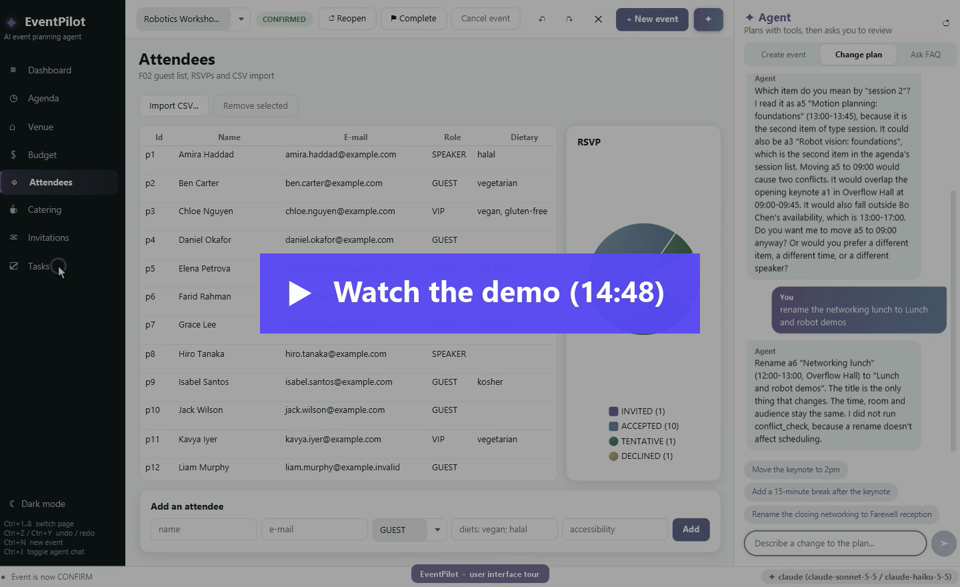 EventPilot
AI event planning agent
Dashboard
Agenda
Venue
$ Budget
Attendees
Catering
Invitations
Tasks
Dark mode
Ctrl+1..8 switch page
Ctrl+Z / Ctrl+Y undo / redo
Ctrl+N new event
Ctrl+J toggle agent chat
Event is now CONFIRM
Robotics Worksho...
CONFIRMED
Reopen
Complete
Cancel event
+ New event
Attendees
F02 guest list, RSVPs and CSV import
Import CSV...
Remove selected
Id Name E-mail Role Dietary
p1 Amira Haddad amira.haddad@example.com SPEAKER halal
p2 Ben Carter ben.carter@example.com GUEST vegetarian
p3 Chloe Nguyen chloe.nguyen@example.com VIP vegan, gluten-free
p4 Daniel Okafor daniel.okafor@example.com GUEST
p5 Elena Petrova
p6 Farid Rahman
p7 Grace Lee
p8 Hiro Tanaka hiro.tanaka@example.com SPEAKER
p9 Isabel Santos isabel.santos@example.com GUEST kosher
p10 Jack Wilson jack.wilson@example.com GUEST
p11 Kavya Iyer kavya.iyer@example.com VIP vegetarian
p12 Liam Murphy liam.murphy@example.invalid GUEST
RSVP
INVITED (1)
ACCEPTED (10)
TENTATIVE (1)
DECLINED (1)
Watch the demo (14:48)
Add an attendee
name
e-mail
GUEST
diets: vegan; halal
accessibility
Add
EventPilot - user interface tour
Agent
Plans with tools, then asks you to review
Create event
Change plan
Ask FAQ
Agent
Which item do you mean by "session 2"?
I read it as a5 "Motion planning:
foundations" (13:00-13:45), because it is
the second item of type session. It could
also be a3 "Robot vision: foundations",
which is the second item in the agenda's
session list. Moving a5 to 09:00 would
cause two conflicts. It would overlap the
opening keynote a1 in Overflow Hall at
09:00-09:45. It would also fall outside Bo
Chen's availability, which is 13:00-17:00.
Do you want me to move a5 to 09:00
anyway? Or would you prefer a different
item, a different time, or a different
speaker?
You
rename the networking lunch to Lunch
and robot demos
Agent
Rename a6 "Networking lunch"
(12:00-13:00, Overflow Hall) to "Lunch
and robot demos". The title is the only
thing that changes. The time, room and
audience stay the same. I did not run
conflict_check, because a rename doesn't
affect scheduling.
Move the keynote to 2pm
Add a 15-minute break after the keynote
Rename the closing networking to Farewell reception
Describe a change to the plan...
claude (claude-sonnet-5-5 / claude-haiku-5-5)